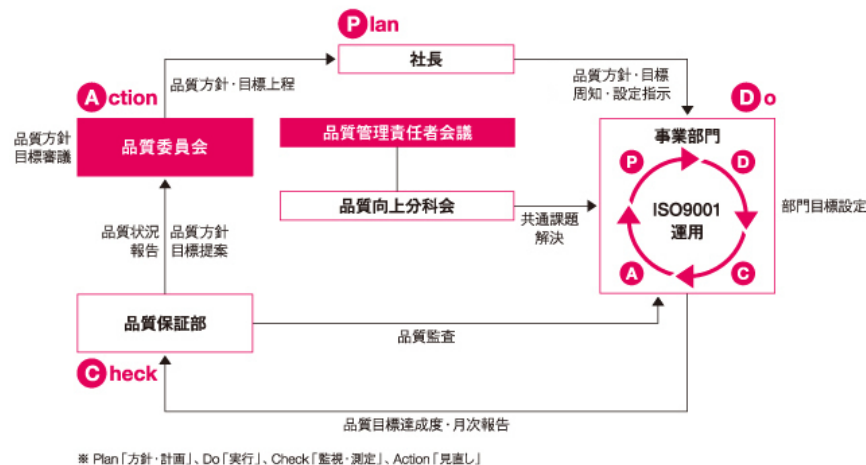 Plan
社長
品質方針・目標上程
品質方針・目標
周知・設定指示
Action
Do
品質方針
目標審議
品質委員会
品質管理責任者会議
事業部門
P
D
品質向上分科会
ISO9001
運用
部門目標設定
共通課題
解決
品質状況
報告
品質方針
目標提案
A
C
品質保証部
品質監査
Check
品質目標達成度・月次報告
※ Plan「方針・計画」、Do「実行」、Check「監視・測定」、Action「見直し」